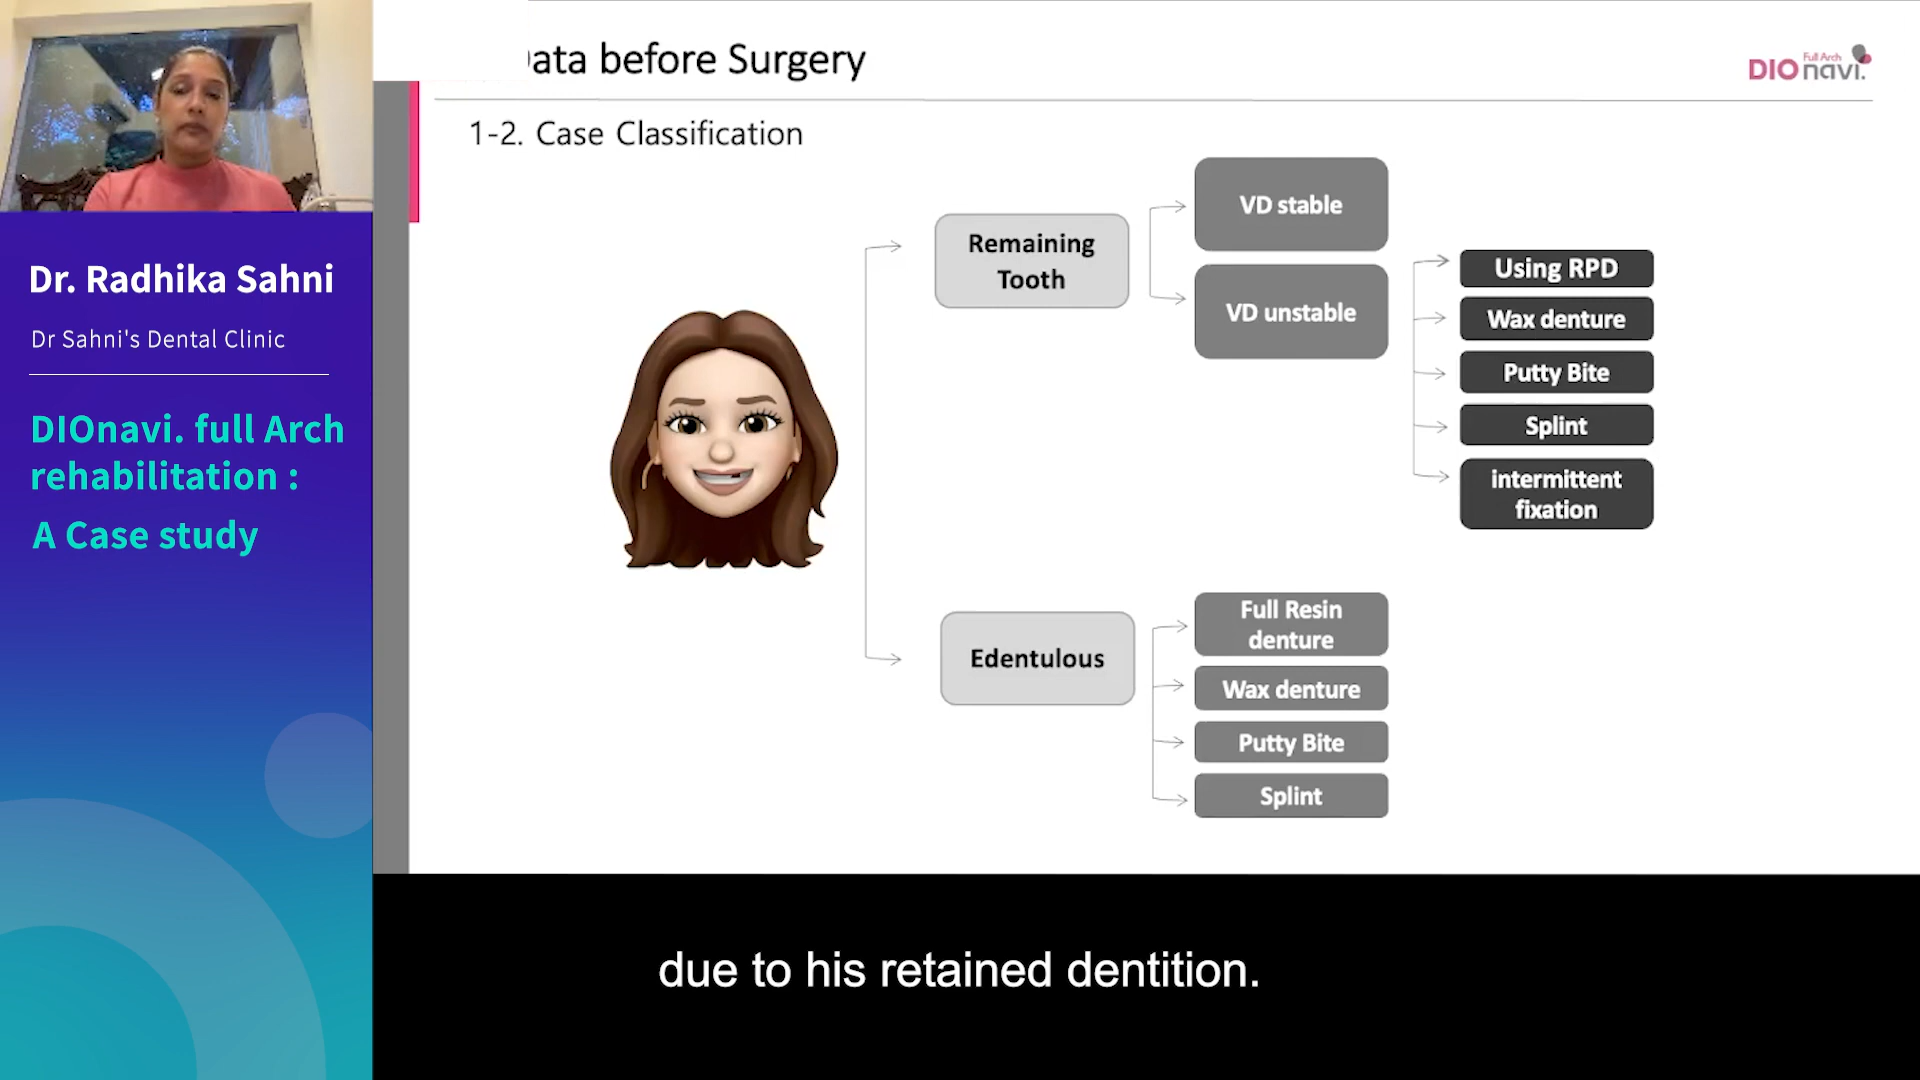 ata before Surgery
Full Arch
DIO navi.
1-2. Case Classification
Dr. Radhika Sahni
Dr Sahni's Dental Clinic
DIOnavi. full Arch
rehabilitation :
A Case study
Remaining
Tooth
VD stable
VD unstable
Using RPD
Wax denture
Putty Bite
Splint
intermittent
fixation
Edentulous
Full Resin
denture
Wax denture
Putty Bite
Splint
due to his retained dentition.